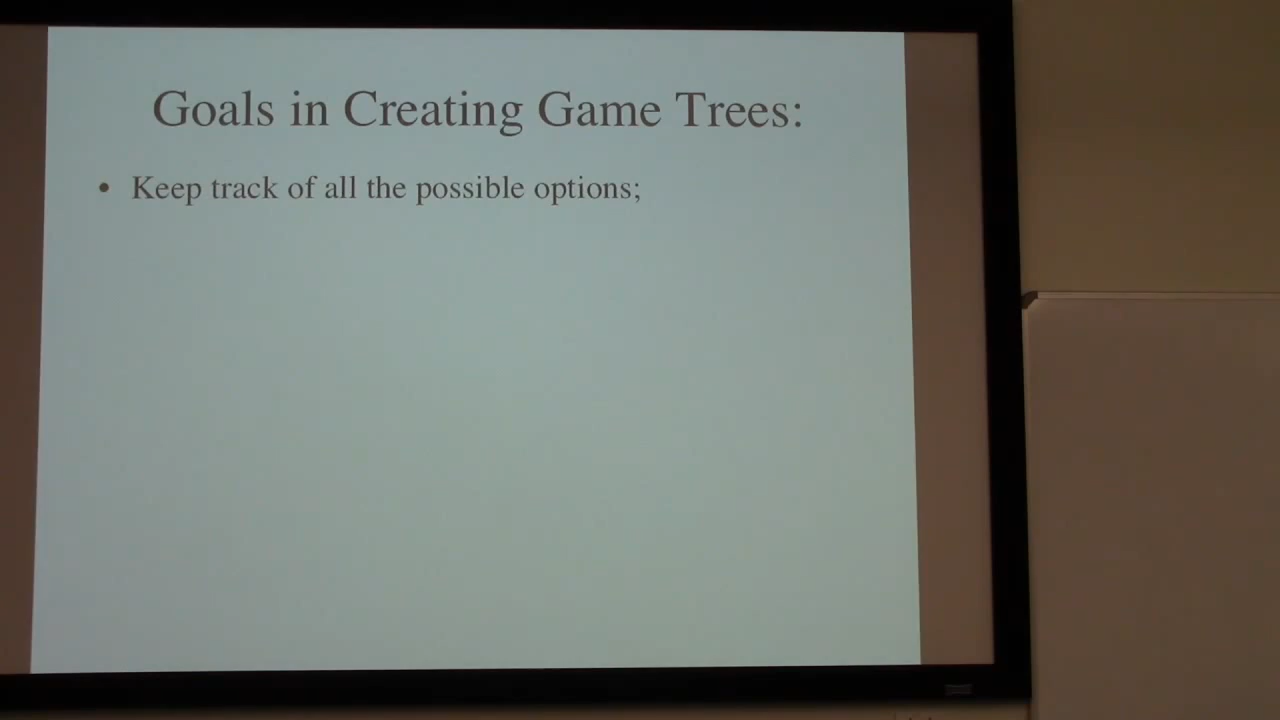 Goals in Creating Game Trees:
• Keep track of all the possible options;